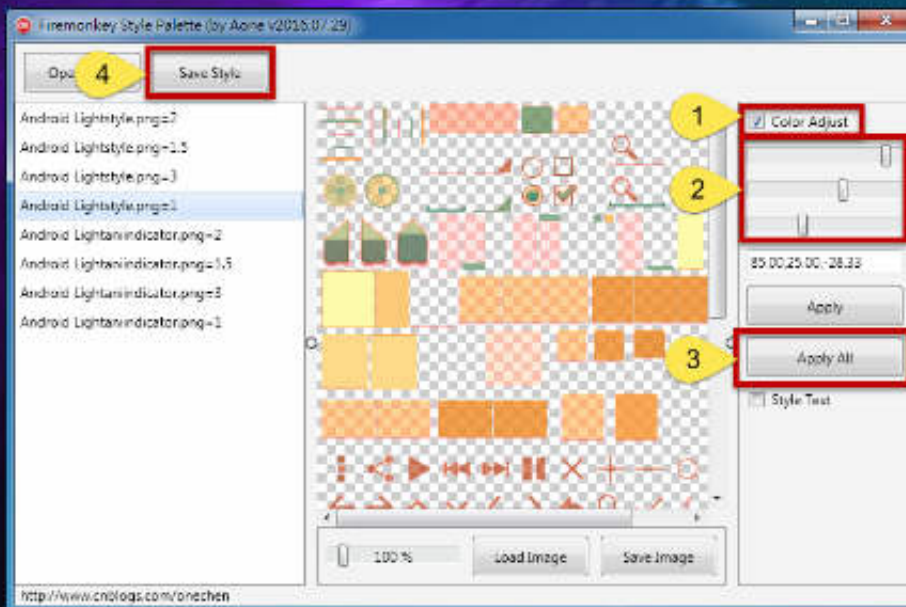 Firemonkey Style Palette (by Aone v2016.07.29)
4
Save Style
Android Lightstyle.png=2
Android Lightstyle.png=1.5
Android Lightstyle.png=3
Android Lightstyle.png=1
Android Lightaniindicator.png=2
Android Lightaniindicator.png=1.5
Android Lightaniindicator.png=3
Android Lightaniindicator.png=1
1
Color Adjust
2
85.00,25.00,-28.33
Apply
3
Apply All
Style Text
100 %
Load Image
Save Image
http://www.cnblogs.com/onechen